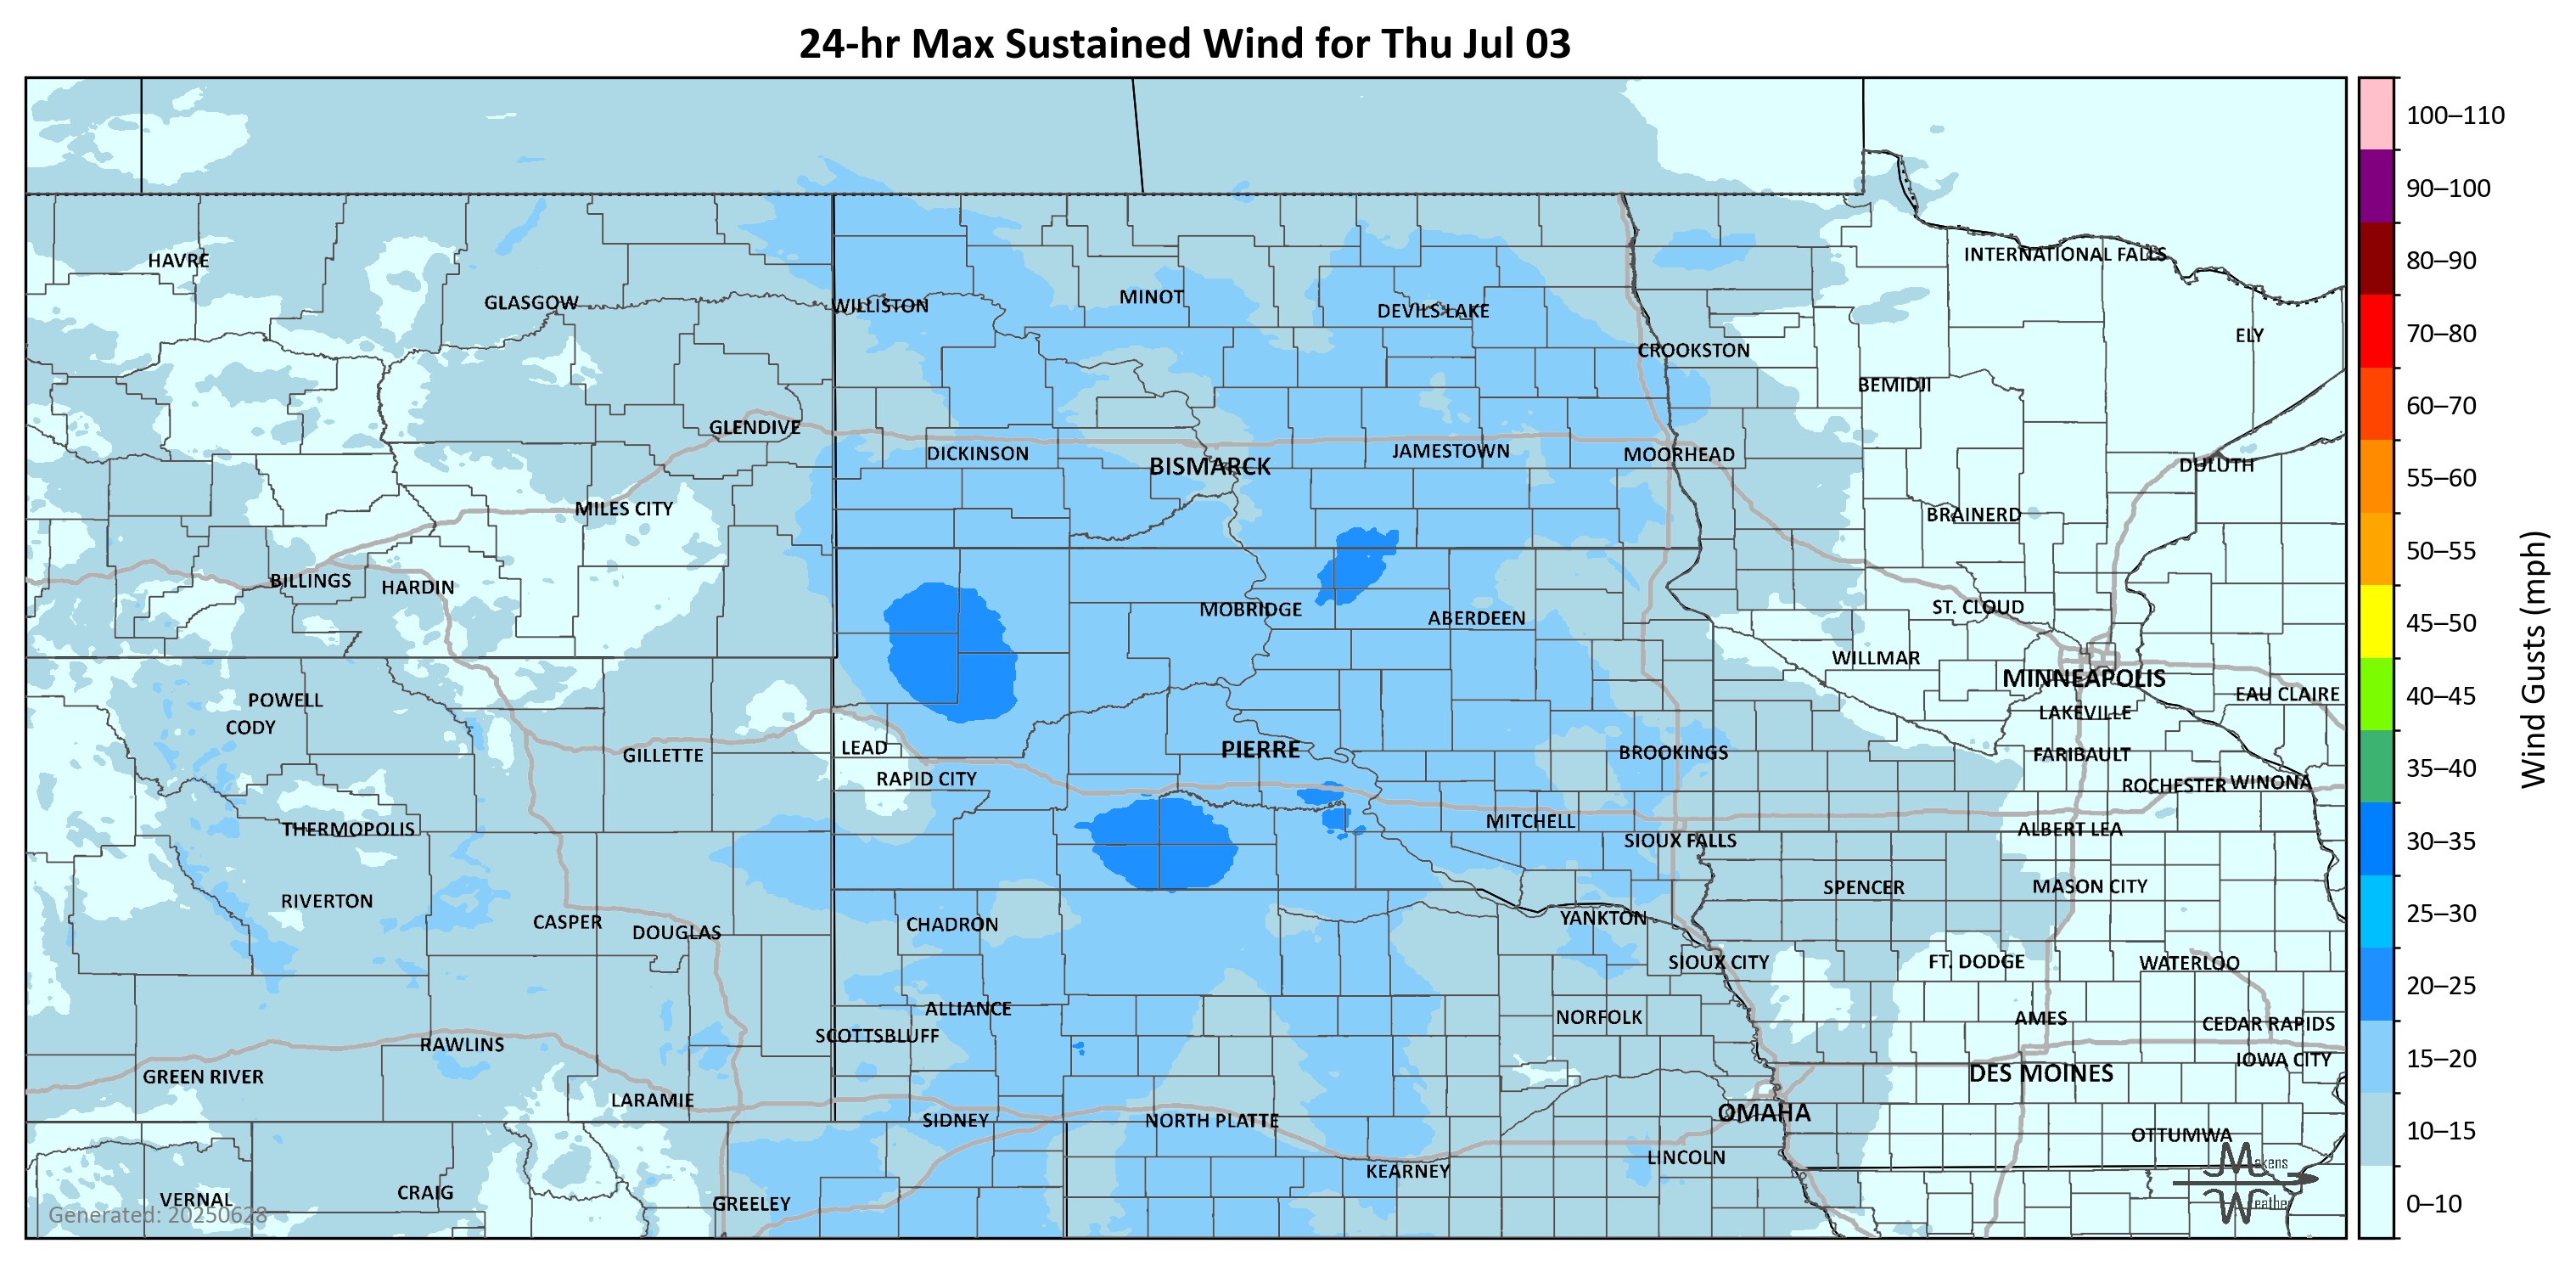 24-hr Max Sustained Wind for Thu Jul 03
100–110
90–100
80–90
70–80
60–70
55–60
50–55
45–50
40–45
35–40
30–35
25–30
20–25
15–20
10–15
0–10
Wind Gusts (mph)
HAVRE
INTERNATIONAL FALLS
GLASGOW
WILLISTON
MINOT
DEVILS LAKE
ELY
CROOKSTON
BEMIDJI
GLENDIVE
DICKINSON
BISMARCK
JAMESTOWN
MOORHEAD
DULUTH
MILES CITY
BRAINERD
BILLINGS
HARDIN
MOBRIDGE
ABERDEEN
ST. CLOUD
WILLMAR
MINNEAPOLIS
EAU CLAIRE
POWELL
CODY
LAKEVILLE
GILLETTE
LEAD
PIERRE
BROOKINGS
FARIBAULT
RAPID CITY
ROCHESTER
WINONA
THERMOPOLIS
MITCHELL
SIOUX FALLS
ALBERT LEA
RIVERTON
SPENCER
MASON CITY
CASPER
DOUGLAS
CHADRON
YANKTON
SIOUX CITY
FT. DODGE
WATERLOO
ALLIANCE
SCOTTSBLUFF
NORFOLK
AMES
CEDAR RAPIDS
RAWLINS
IOWA CITY
GREEN RIVER
DES MOINES
LARAMIE
SIDNEY
NORTH PLATTE
OMAHA
OTTUMWA
KEARNEY
LINCOLN
VERNAL
CRAIG
GREELEY
Generated: 20250628
Makens
Weather